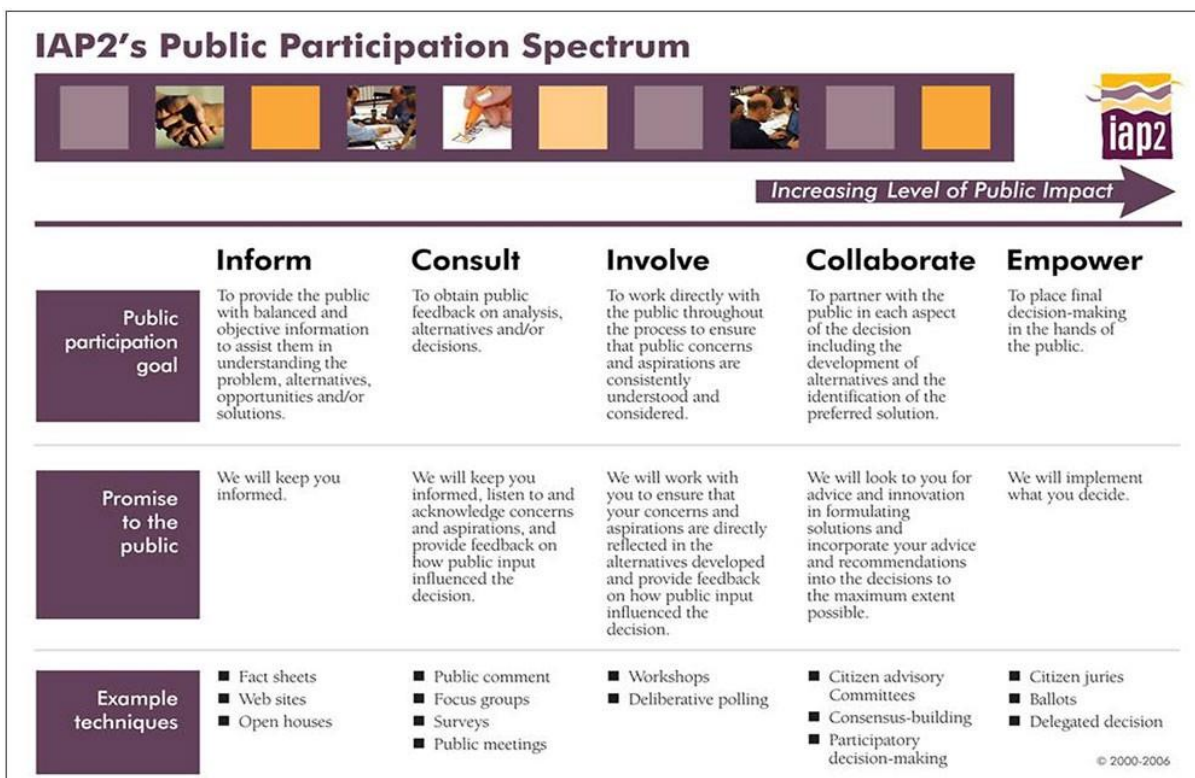 IAP2's Public Participation Spectrum
iap2
Increasing Level of Public Impact
Inform
Consult
Involve
Collaborate
Empower
Public
participation
goal
To provide the public
with balanced and
objective information
to assist them in
understanding the
problem, alternatives,
opportunities and/or
solutions.
To obtain public
feedback on analysis,
alternatives and/or
decisions.
To work directly with
the public throughout
the process to ensure
that public concerns
and aspirations are
consistently
understood and
considered.
To partner with the
public in each aspect
of the decision
including the
development of
alternatives and the
identification of the
preferred solution.
To place final
decision-making
in the hands of
the public.
Promise
to the
public
We will keep you
informed.
We will keep you
informed, listen to and
acknowledge concerns
and aspirations, and
provide feedback on
how public input
influenced the
decision.
We will work with
you to ensure that
your concerns and
aspirations are directly
reflected in the
alternatives developed
and provide feedback
on how public input
influenced the
decision.
We will look to you for
advice and innovation
in formulating
solutions and
incorporate your advice
and recommendations
into the decisions to
the maximum extent
possible.
We will implement
what you decide.
Example
techniques
■ Fact sheets
■ Web sites
■ Open houses
■ Public comment
■ Focus groups
■ Surveys
■ Public meetings
■ Workshops
■ Deliberative polling
■ Citizen advisory
Committees
■ Consensus-building
■ Participatory
decision-making
■ Citizen juries
■ Ballots
■ Delegated decision
© 2000-2006